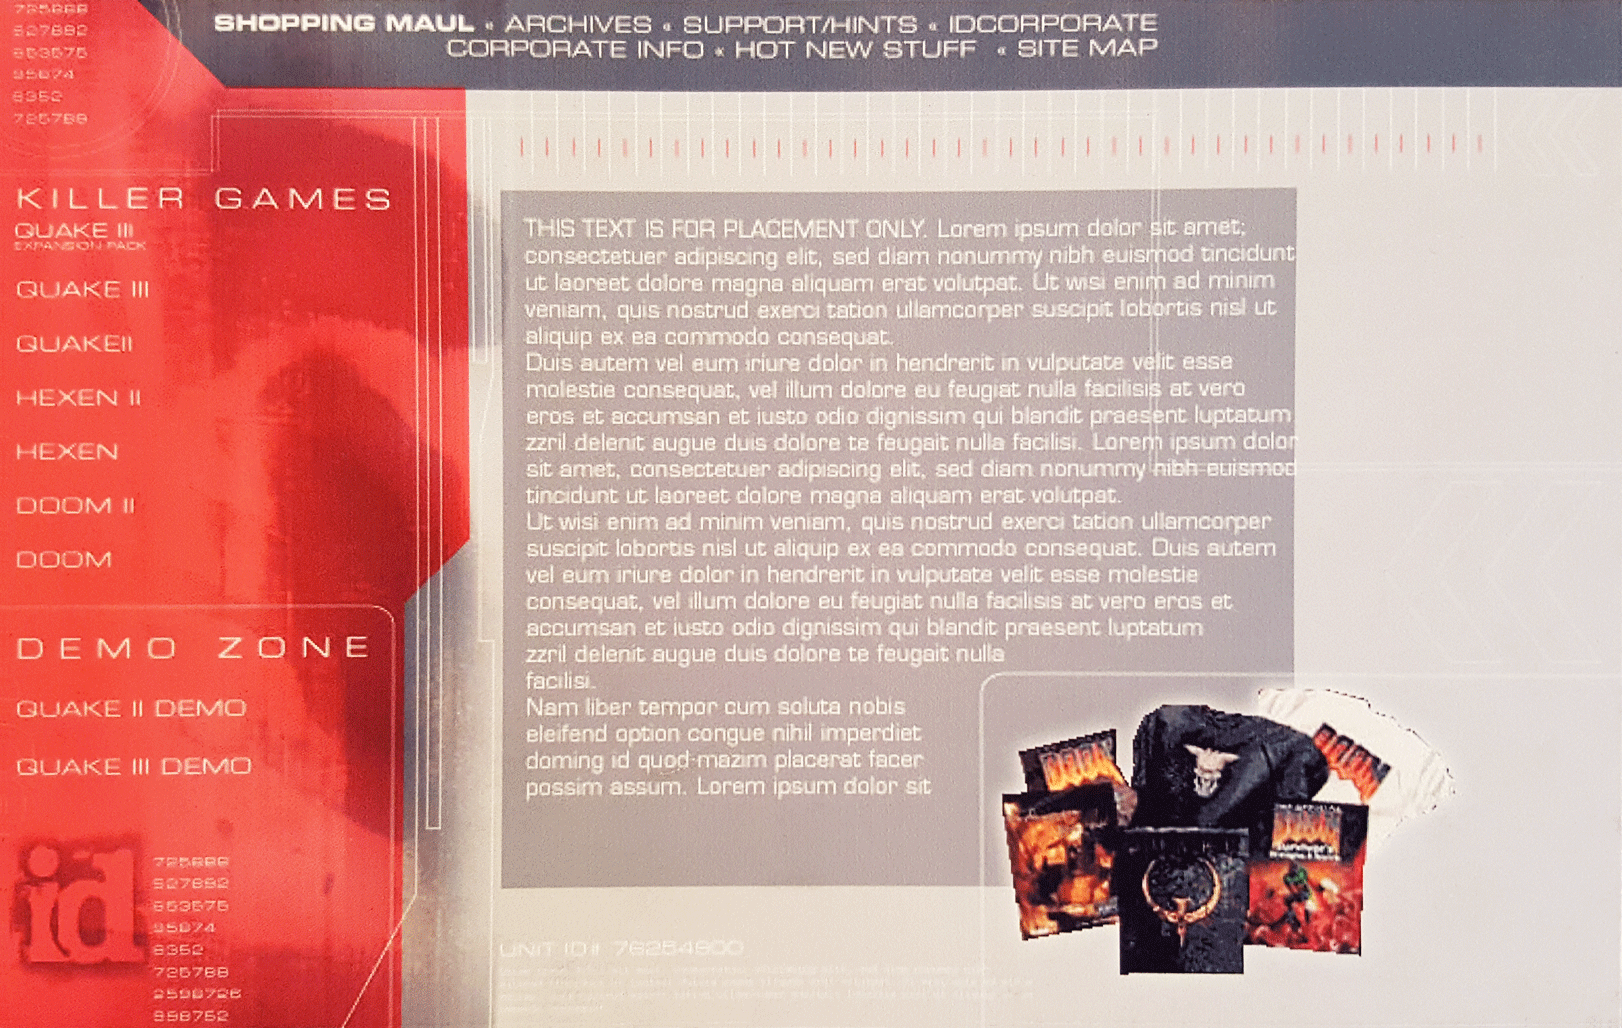 725888
527882
853575
95874
8352
725788
SHOPPING MAUL « ARCHIVES « SUPPORT/HINTS « IDCORPORATE
CORPORATE INFO « HOT NEW STUFF « SITE MAP
KILLER GAMES
QUAKE III
EXPANSION PACK
QUAKE III
QUAKEII
HEXEN II
HEXEN
DOOM II
DOOM
DEMO ZONE
QUAKE II DEMO
QUAKE III DEMO
id
725888
527882
853575
95874
8352
725788
2598726
998752
THIS TEXT IS FOR PLACEMENT ONLY. Lorem ipsum dolor sit amet;
consectetuer adipiscing elit, sed diam nonummy nibh euismod tincidunt
ut laoreet dolore magna aliquam erat volutpat. Ut wisi enim ad minim
veniam, quis nostrud exerci tation ullamcorper suscipit lobortis nisl ut
aliquip ex ea commodo consequat.
Duis autem vel eum iriure dolor in hendrerit in vulputate velit esse
molestie consequat, vel illum dolore eu feugiat nulla facilisis at vero
eros et accumsan et iusto odio dignissim qui blandit praesent luptatum
zzril delenit augue duis dolore te feugait nulla facilisi. Lorem ipsum dolor
sit amet, consectetuer adipiscing elit, sed diam nonummy nibh euismod
tincidunt ut laoreet dolore magna aliquam erat volutpat.
Ut wisi enim ad minim veniam, quis nostrud exerci tation ullamcorper
suscipit lobortis nisl ut aliquip ex ea commodo consequat. Duis autem
vel eum iriure dolor in hendrerit in vulputate velit esse molestie
consequat, vel illum dolore eu feugiat nulla facilisis at vero eros et
accumsan et iusto odio dignissim qui blandit praesent luptatum
zzril delenit augue duis dolore te feugait nulla
facilisi.
Nam liber tempor cum soluta nobis
eleifend option congue nihil imperdiet
doming id quod mazim placerat facer
possim assum. Lorem ipsum dolor sit
DOOM
DOOM
DOOM
UNIT ID# 76254900